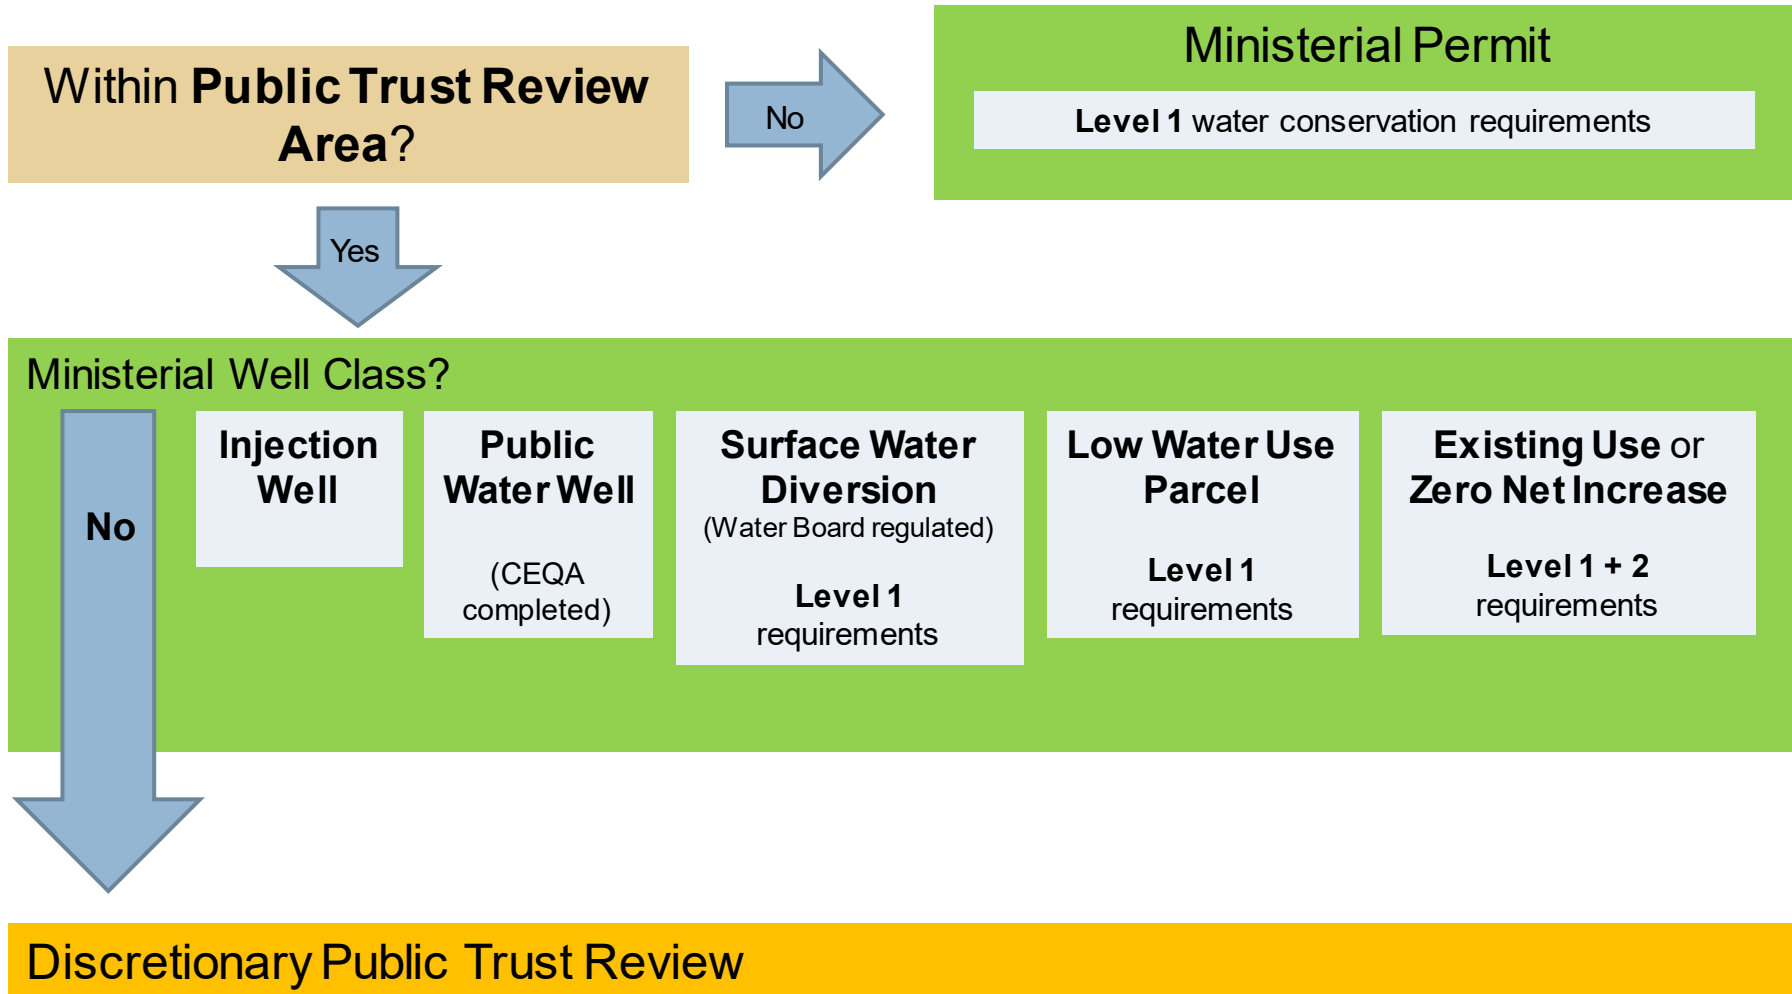 Within Public Trust Review
Area?
No
Ministerial Permit
Level 1 water conservation requirements
Yes
Ministerial Well Class?
No
Injection
Well
Public
Water Well
(CEQA
completed)
Surface Water
Diversion
(Water Board regulated)
Level 1
requirements
Low Water Use
Parcel
Level 1
requirements
Existing Use or
Zero Net Increase
Level 1 + 2
requirements
Discretionary Public Trust Review